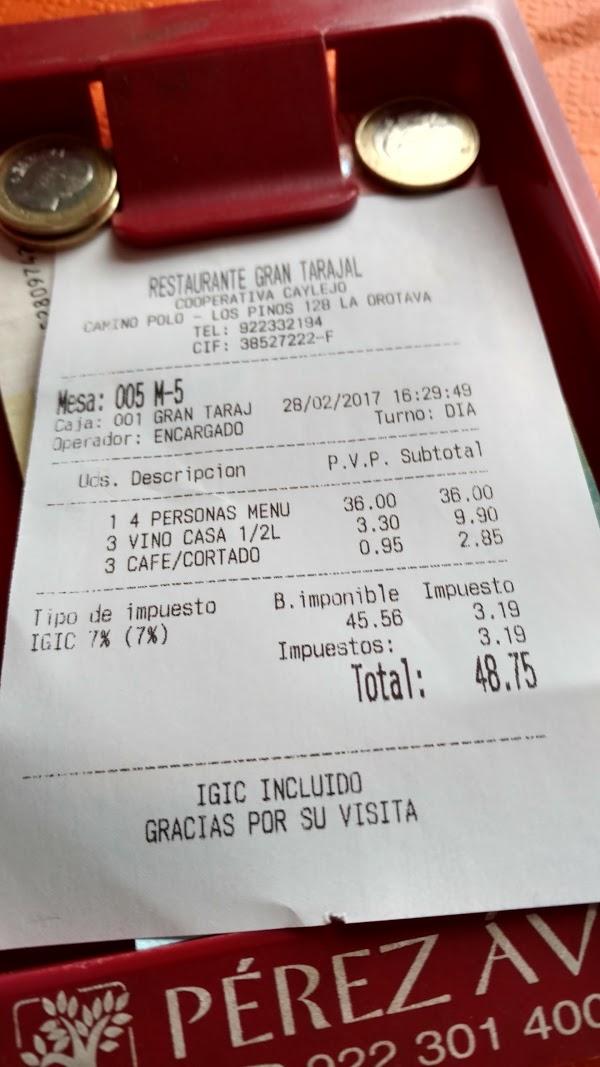 RESTAURANTE GRAN TARAJAL
COOPERATIVA CAYLEJO
CAMINO POLO - LOS PINOS 128 LA OROTAVA
TEL: 922332194
CIF: 38527222-F
Mesa: 005 M-5
Caja: 001 GRAN TARAJ 28/02/2017 16:29:49
Operador: ENCARGADO Turno: DIA
Uds. Descripcion P.V.P. Subtotal
1 4 PERSONAS MENU 36.00 36.00
3 VINO CASA 1/2L 3.30 9.90
3 CAFE/CORTADO 0.95 2.85
Tipo de impuesto B.imponible Impuesto
IGIC 7% (7%) 45.56 3.19
Impuestos: 3.19
Total: 48.75
IGIC INCLUIDO
GRACIAS POR SU VISITA
PÉREZ ÁV
922 301 400